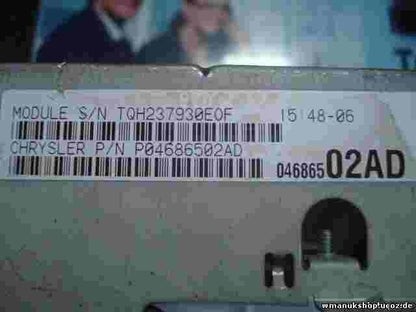 MODULE S/N TQH237930E0F 15 48-06
CHRYSLER P/N P04686502AD
04686502AD
wmanukshop.ucoz.de